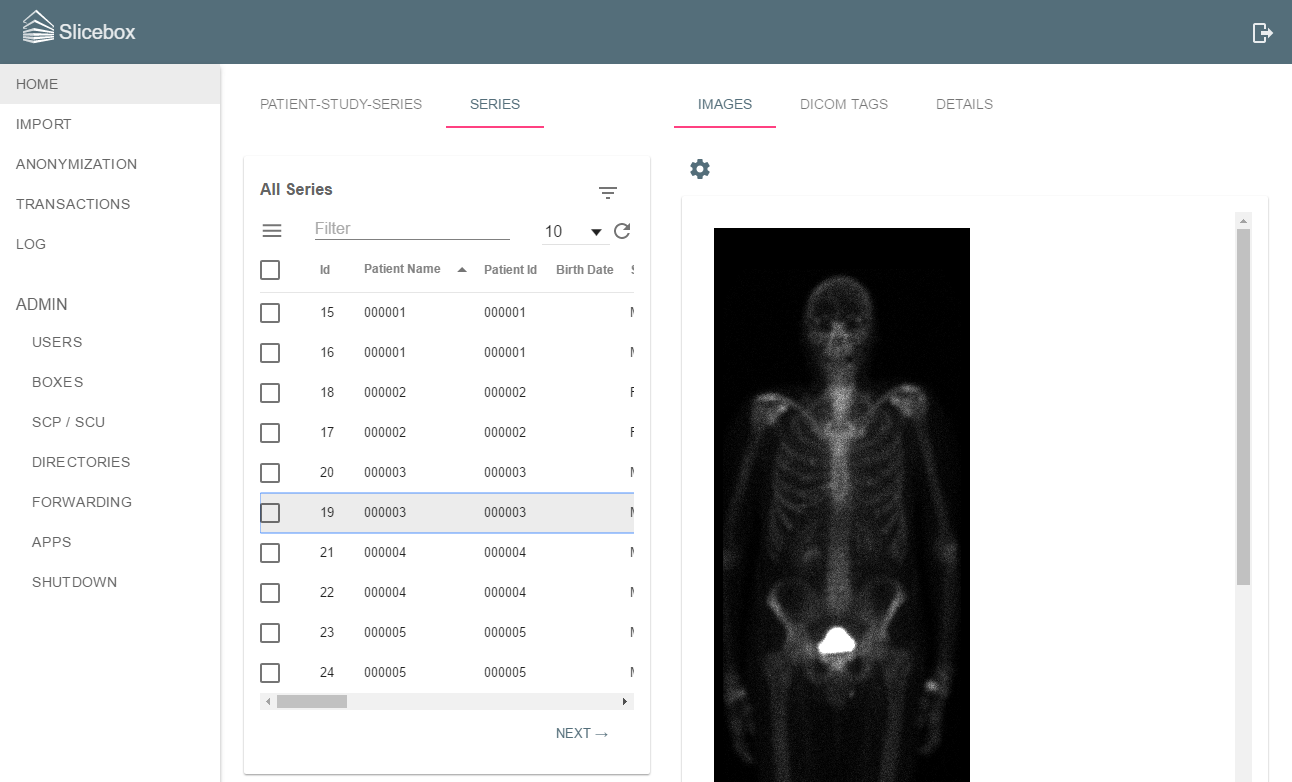 Slicebox
HOME
IMPORT
ANONYMIZATION
TRANSACTIONS
LOG
ADMIN
USERS
BOXES
SCP / SCU
DIRECTORIES
FORWARDING
APPS
SHUTDOWN
PATIENT-STUDY-SERIES SERIES
All Series
Filter 10
Id Patient Name Patient Id Birth Date
15 000001 000001
16 000001 000001
18 000002 000002
17 000002 000002
20 000003 000003
19 000003 000003
21 000004 000004
22 000004 000004
23 000005 000005
24 000005 000005
NEXT →
IMAGES DICOM TAGS DETAILS